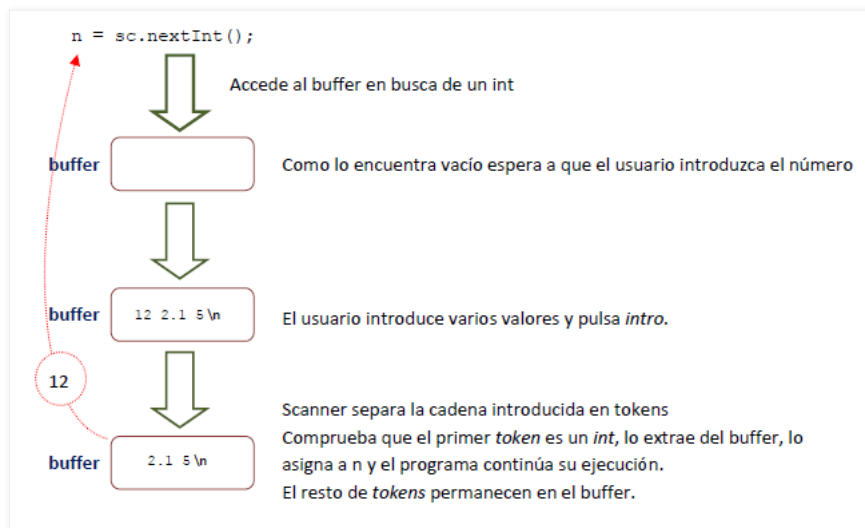 n = sc.nextInt();
Accede al buffer en busca de un int
buffer
Como lo encuentra vacío espera a que el usuario introduzca el número
buffer
12 2.1 5\n
El usuario introduce varios valores y pulsa intro.
12
Scanner separa la cadena introducida en tokens
Comprueba que el primer token es un int, lo extrae del buffer, lo
asigna a n y el programa continúa su ejecución.
El resto de tokens permanecen en el buffer.
buffer
2.1 5\n